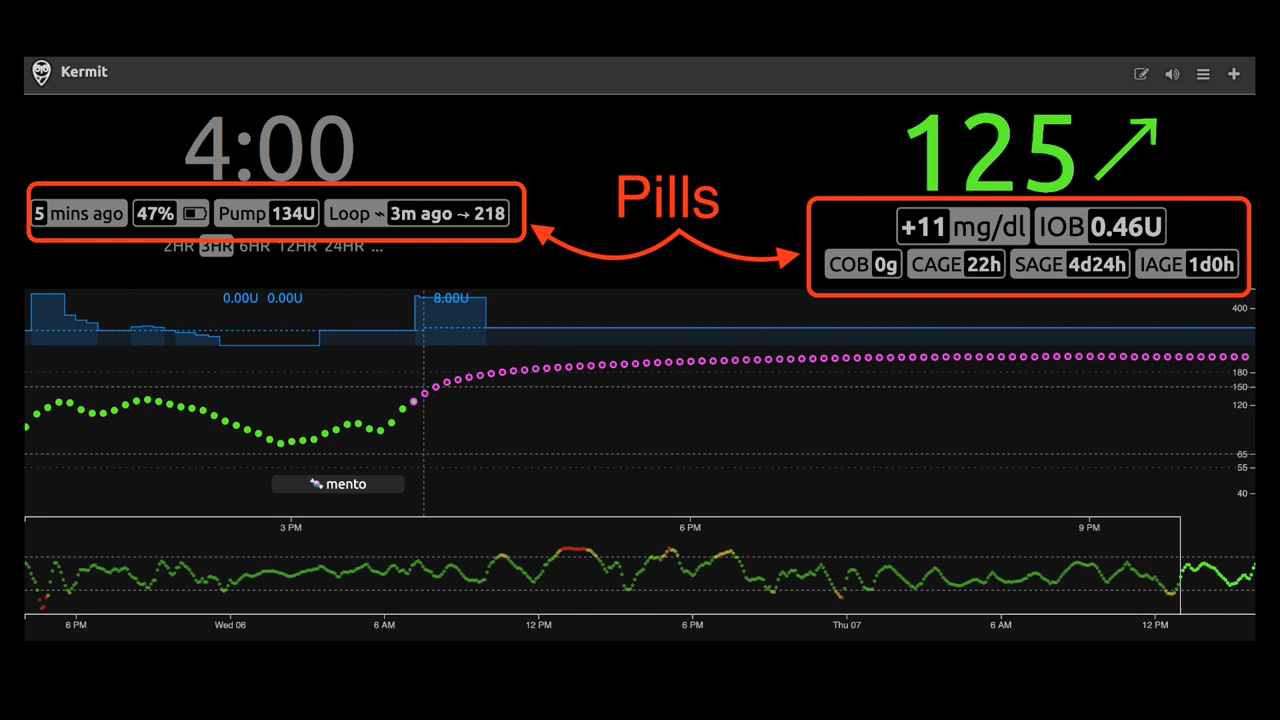 Kermit
4:00
125
Pills
5 mins ago 47% Pump 134U Loop ⌁ 3m ago → 218
+11 mg/dl IOB 0.46U
2HR 3HR 6HR 12HR 24HR ...
COB 0g CAGE 22h SAGE 4d24h IAGE 1d0h
0.00U 0.00U 8.00U
400
180
150
120
65
55
40
mento
3 PM 6 PM 9 PM
6 PM Wed 06 6 AM 12 PM 6 PM Thu 07 6 AM 12 PM